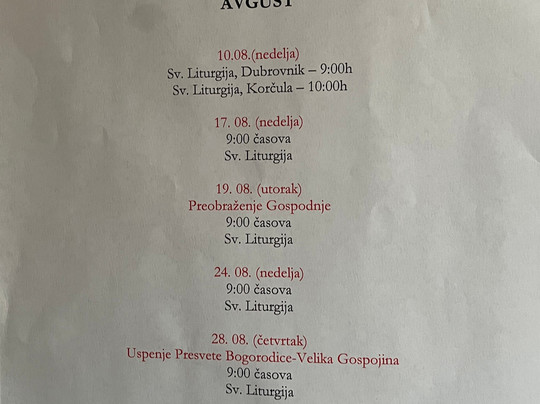 AVGUST
10.08.(nedelja)
Sv. Liturgija, Dubrovnik – 9:00h
Sv. Liturgija, Korčula – 10:00h
17. 08. (nedelja)
9:00 časova
Sv. Liturgija
19. 08. (utorak)
Preobraženje Gospodnje
9:00 časova
Sv. Liturgija
24. 08. (nedelja)
9:00 časova
Sv. Liturgija
28. 08. (četvrtak)
Uspenje Presvete Bogorodice-Velika Gospojina
9:00 časova
Sv. Liturgija